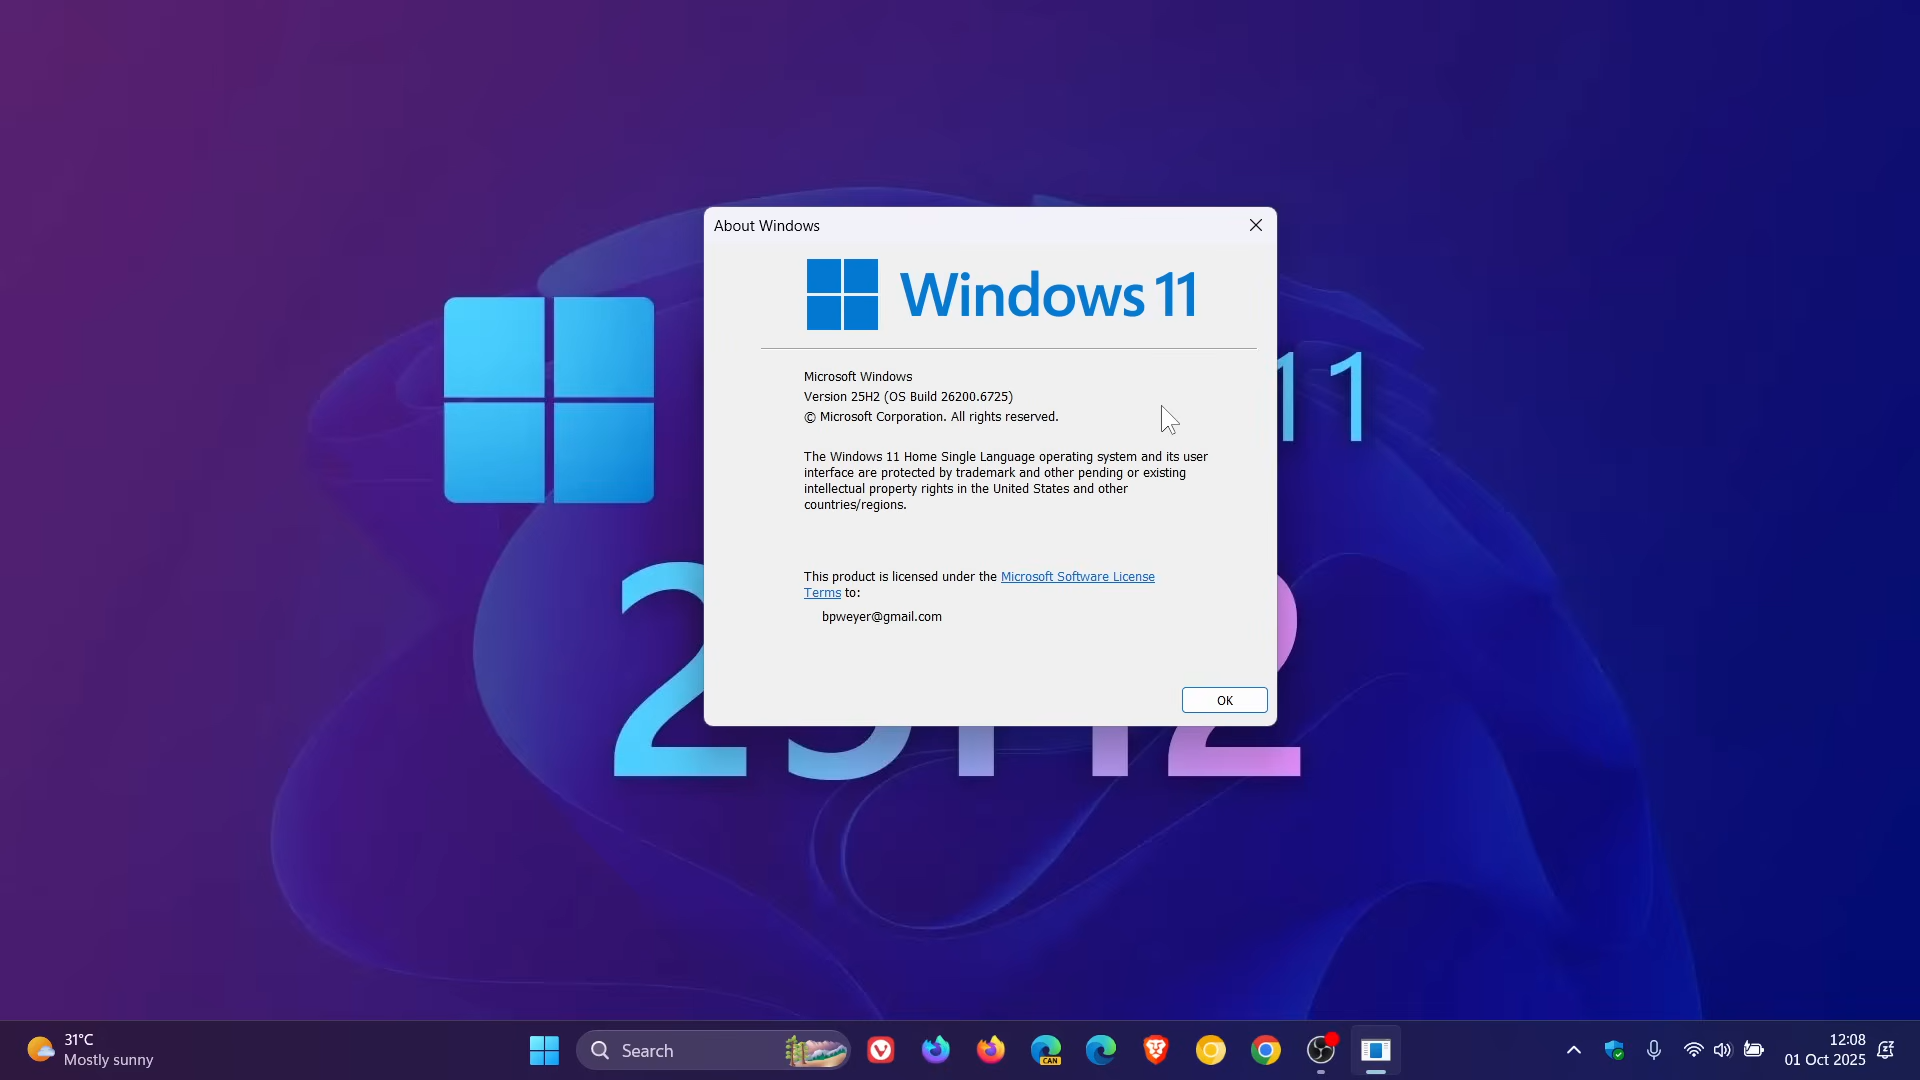 About Windows
Windows 11
11
Microsoft Windows
Version 25H2 (OS Build 26200.6725)
© Microsoft Corporation. All rights reserved.
The Windows 11 Home Single Language operating system and its user
interface are protected by trademark and other pending or existing
intellectual property rights in the United States and other
countries/regions.
This product is licensed under the Microsoft Software License
Terms to:
bpweyer@gmail.com
OK
25H2
31°C
Mostly sunny
Search
CAN
12:08
01 Oct 2025